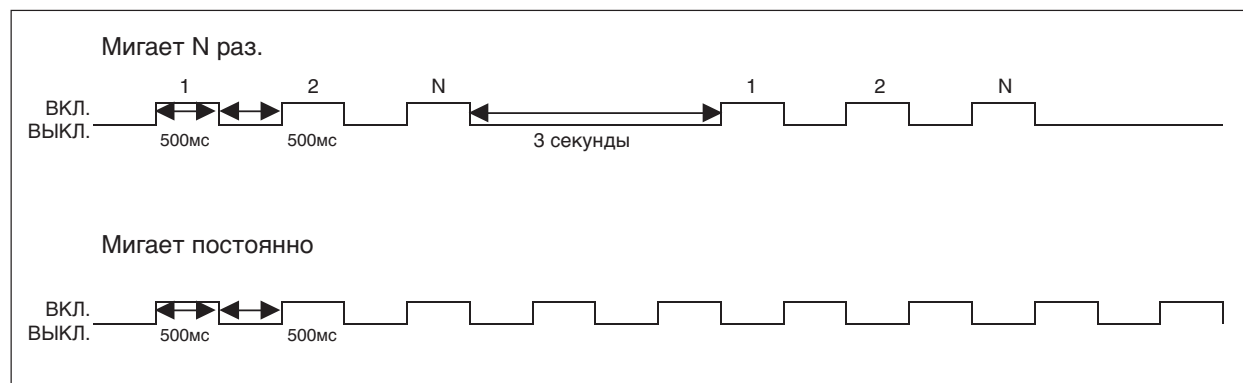 Мигает N раз.
1 2 N 1 2 N
ВКЛ.
ВЫКЛ.
500мс 500мс 3 секунды
Мигает постоянно
ВКЛ.
ВЫКЛ.
500мс 500мс